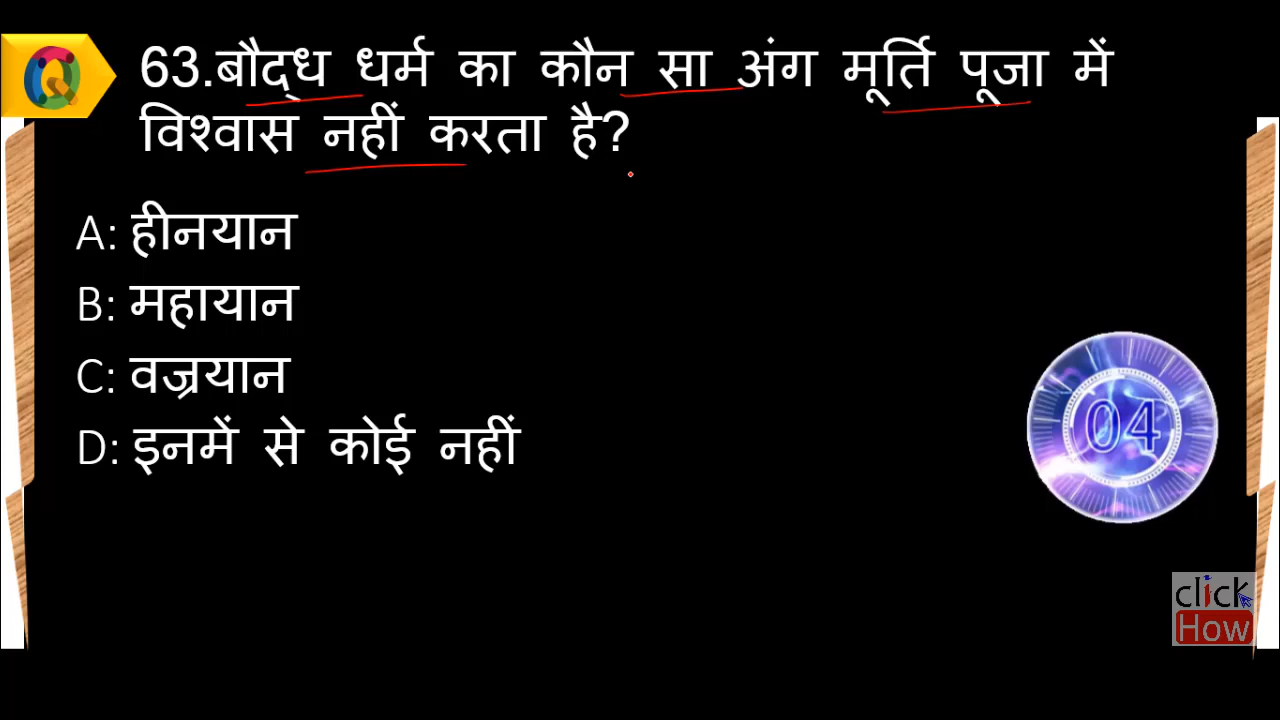 63.बौद्ध धर्म का कौन सा अंग मूर्ति पूजा में
विश्वास नहीं करता है?
A: हीनयान
B: महायान
C: वज्रयान
D: इनमें से कोई नहीं
04
click
How